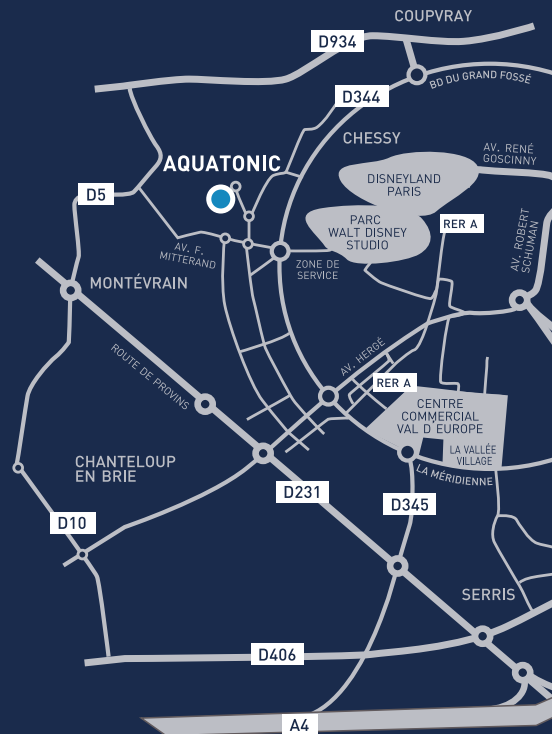 COUPVRAY
D934
BD DU GRAND FOSSÉ
D344
CHESSY
AV. RENÉ
GOSCINNY
AQUATONIC
DISNEYLAND
PARIS
D5
PARC
WALT DISNEY
STUDIO
RER A
AV. ROBERT
SCHUMAN
AV. F.
MITTERAND
ZONE DE
SERVICE
MONTÉVRAIN
ROUTE DE PROVINS
AV. HERGÉ
RER A
CENTRE
COMMERCIAL
VAL D'EUROPE
LA VALLÉE
VILLAGE
CHANTELOUP
EN BRIE
LA MÉRIDIENNE
D231
D345
D10
SERRIS
D406
A4